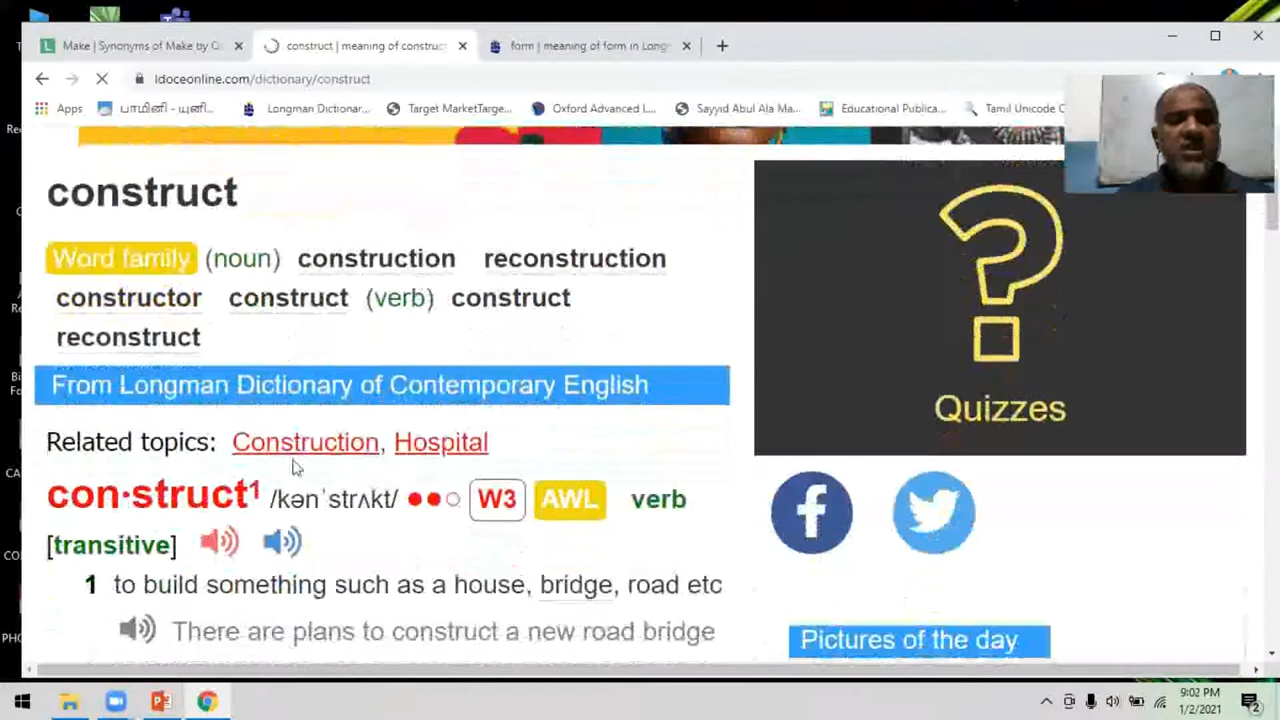 Make | Synonyms of Make by O
construct | meaning of construc
form | meaning of form in Long
ldoceonline.com/dictionary/construct
Apps
பாமினி - யூனி...
Longman Dictionar...
Target MarketTarge...
Oxford Advanced L...
Sayyid Abul Ala Ma...
Educational Publica...
Tamil Unicode C
construct
Word family (noun) construction reconstruction
constructor construct (verb) construct
reconstruct
From Longman Dictionary of Contemporary English
Related topics: Construction, Hospital
con·struct¹ /kənˈstrʌkt/ ●●○ W3 AWL verb
[transitive]
1 to build something such as a house, bridge, road etc
There are plans to construct a new road bridge
?
Quizzes
Pictures of the day
9:02 PM
1/2/2021
2